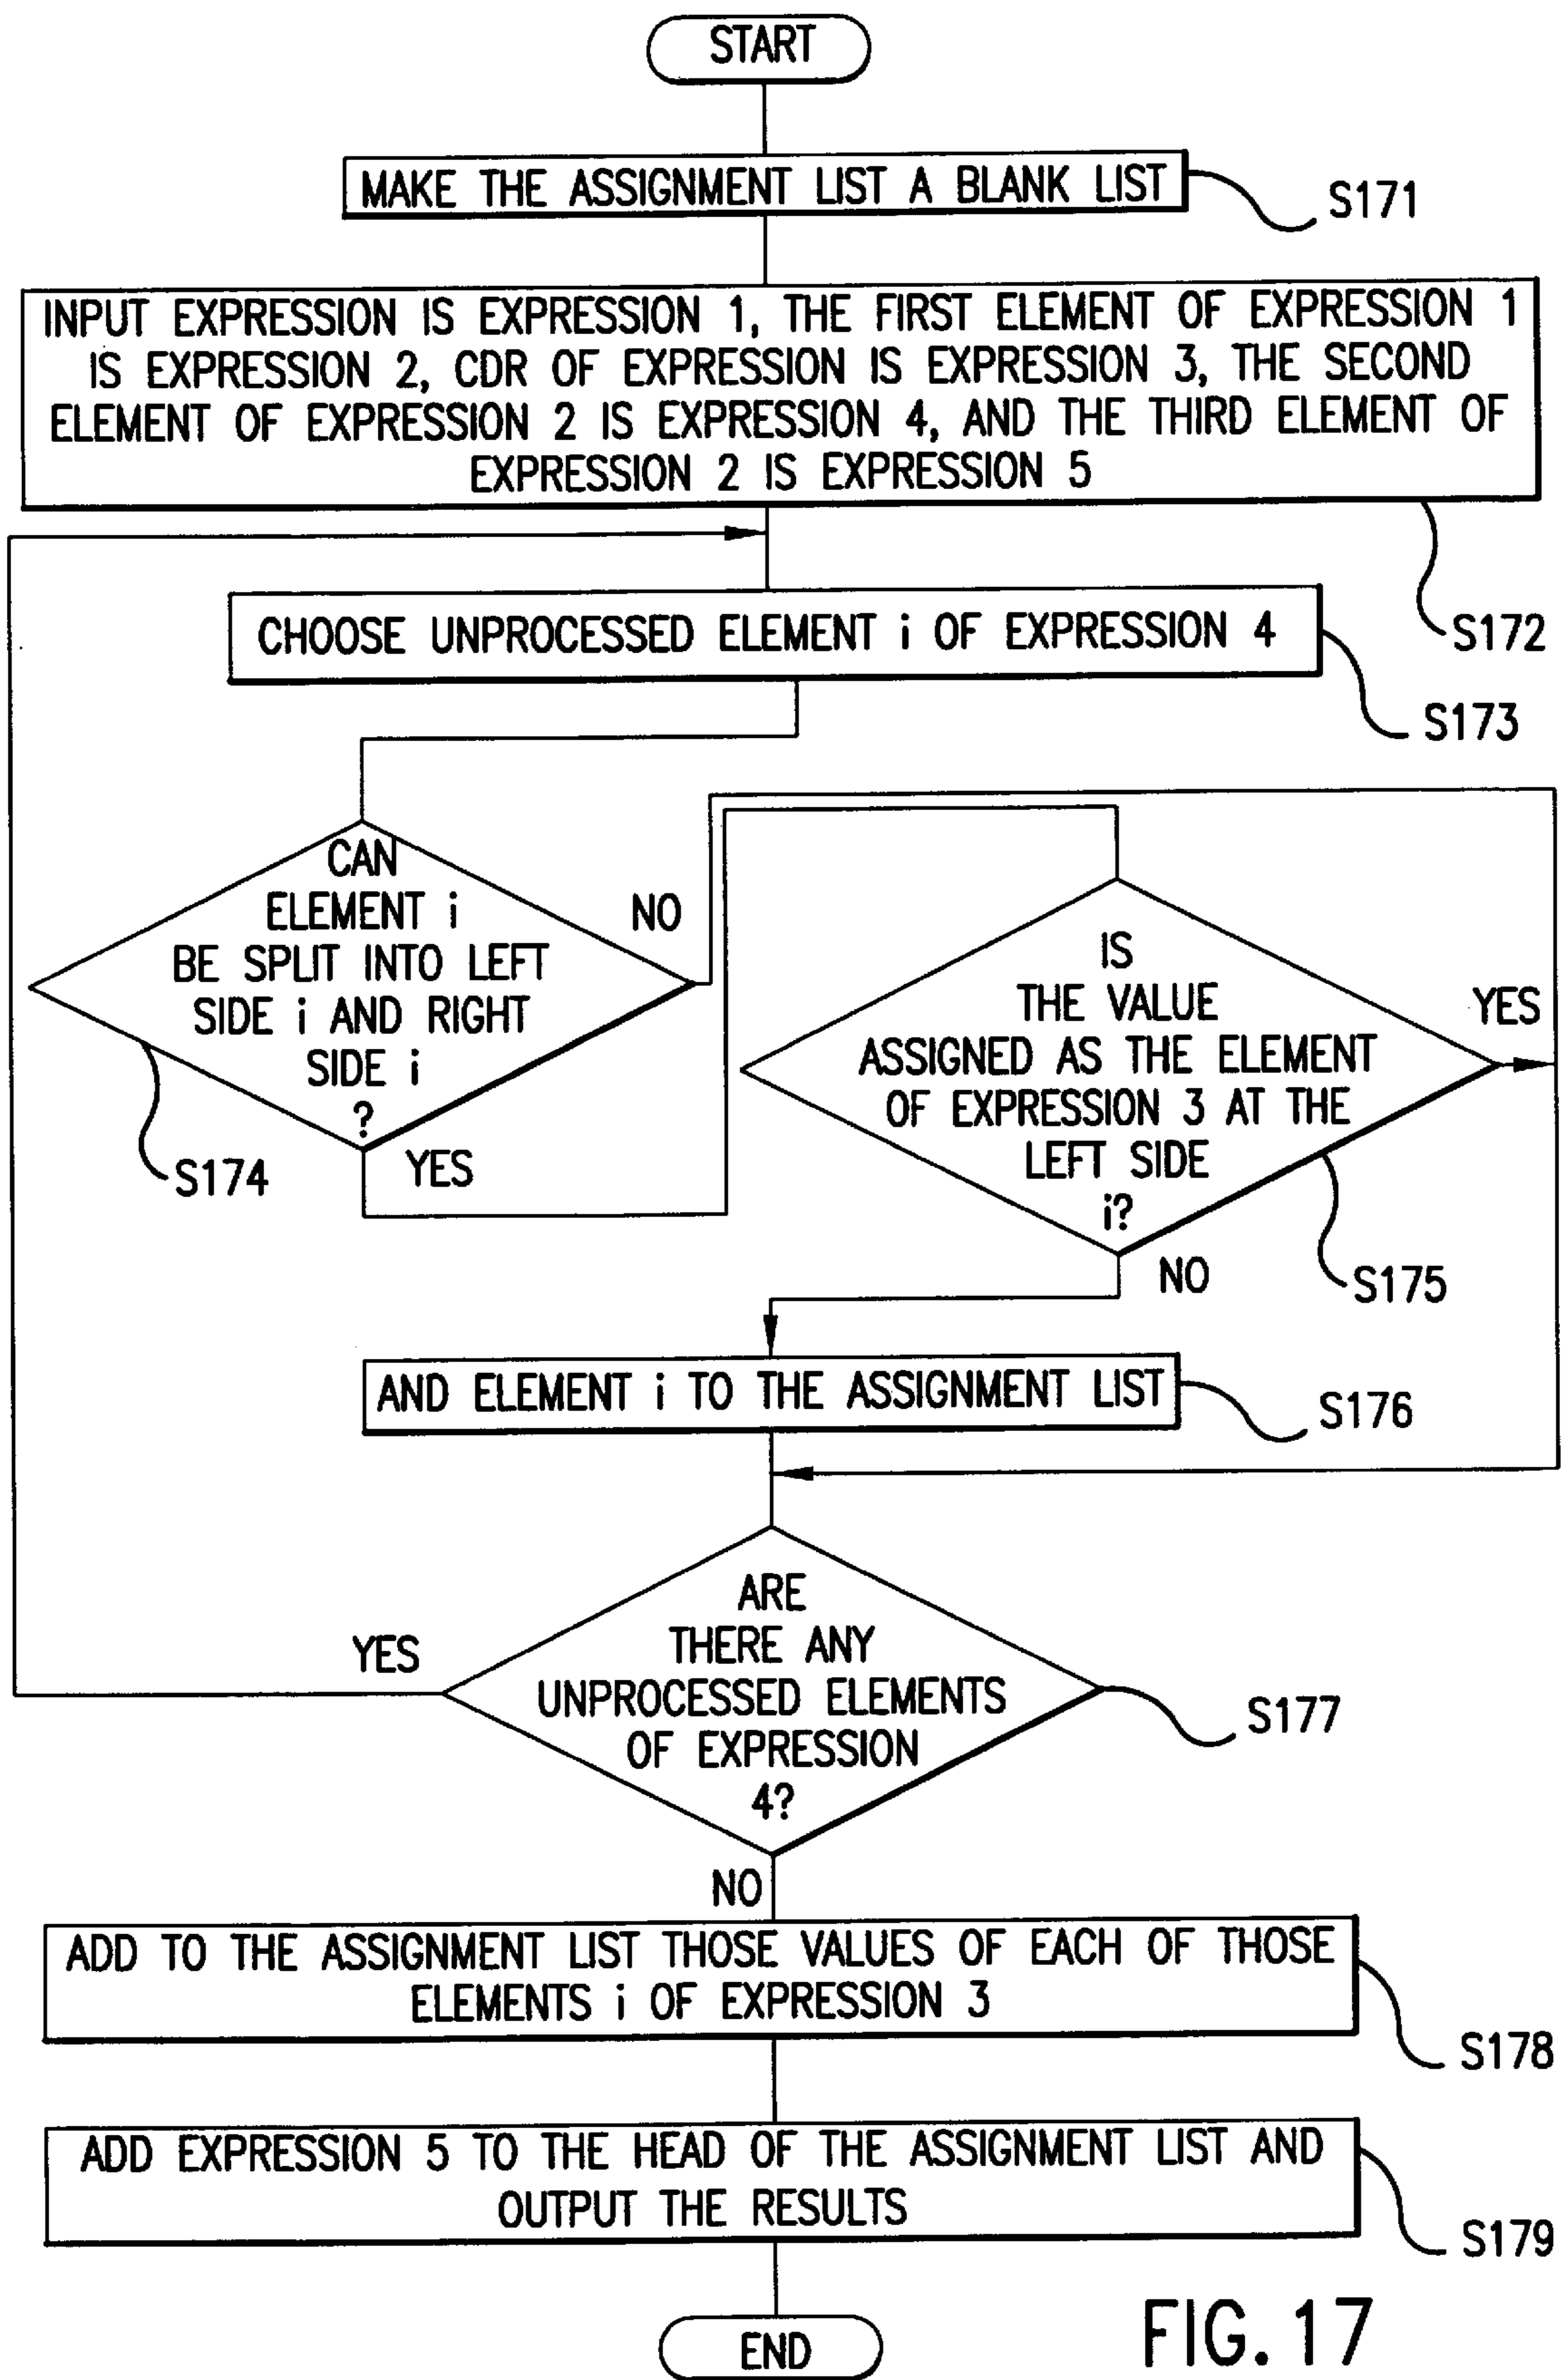 START
MAKE THE ASSIGNMENT LIST A BLANK LIST
S171
INPUT EXPRESSION IS EXPRESSION 1, THE FIRST ELEMENT OF EXPRESSION 1
IS EXPRESSION 2, CDR OF EXPRESSION IS EXPRESSION 3, THE SECOND
ELEMENT OF EXPRESSION 2 IS EXPRESSION 4, AND THE THIRD ELEMENT OF
EXPRESSION 2 IS EXPRESSION 5
S172
CHOOSE UNPROCESSED ELEMENT i OF EXPRESSION 4
S173
CAN
ELEMENT i
BE SPLIT INTO LEFT
SIDE i AND RIGHT
SIDE i
?
NO
YES
S174
IS
THE VALUE
ASSIGNED AS THE ELEMENT
OF EXPRESSION 3 AT THE
LEFT SIDE
i?
YES
NO
S175
AND ELEMENT i TO THE ASSIGNMENT LIST
S176
ARE
THERE ANY
UNPROCESSED ELEMENTS
OF EXPRESSION
4?
YES
S177
NO
ADD TO THE ASSIGNMENT LIST THOSE VALUES OF EACH OF THOSE
ELEMENTS i OF EXPRESSION 3
S178
ADD EXPRESSION 5 TO THE HEAD OF THE ASSIGNMENT LIST AND
OUTPUT THE RESULTS
S179
END
FIG. 17